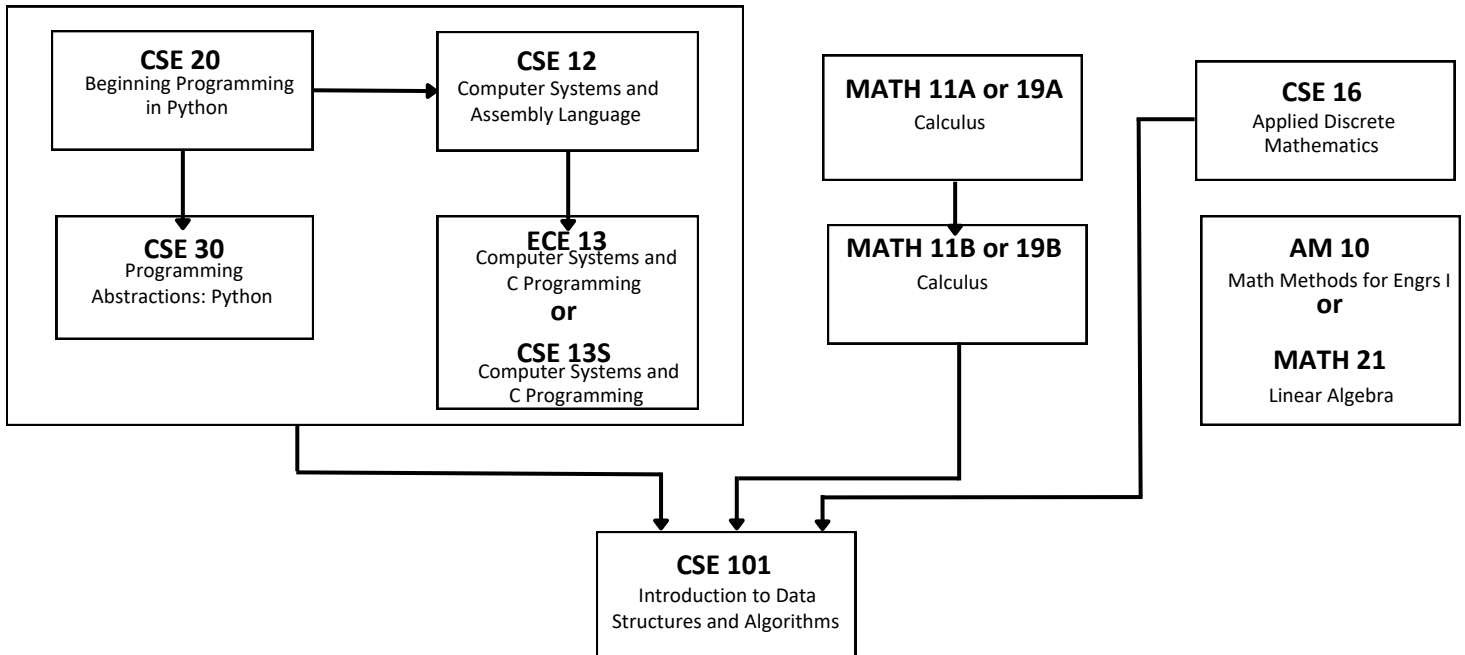 CSE 20
Beginning Programming
in Python
CSE 12
Computer Systems and
Assembly Language
MATH 11A or 19A
Calculus
CSE 16
Applied Discrete
Mathematics
CSE 30
Programming
Abstractions: Python
ECE 13
Computer Systems and
C Programming
or
CSE 13S
Computer Systems and
C Programming
MATH 11B or 19B
Calculus
AM 10
Math Methods for Engrs I
or
MATH 21
Linear Algebra
CSE 101
Introduction to Data
Structures and Algorithms